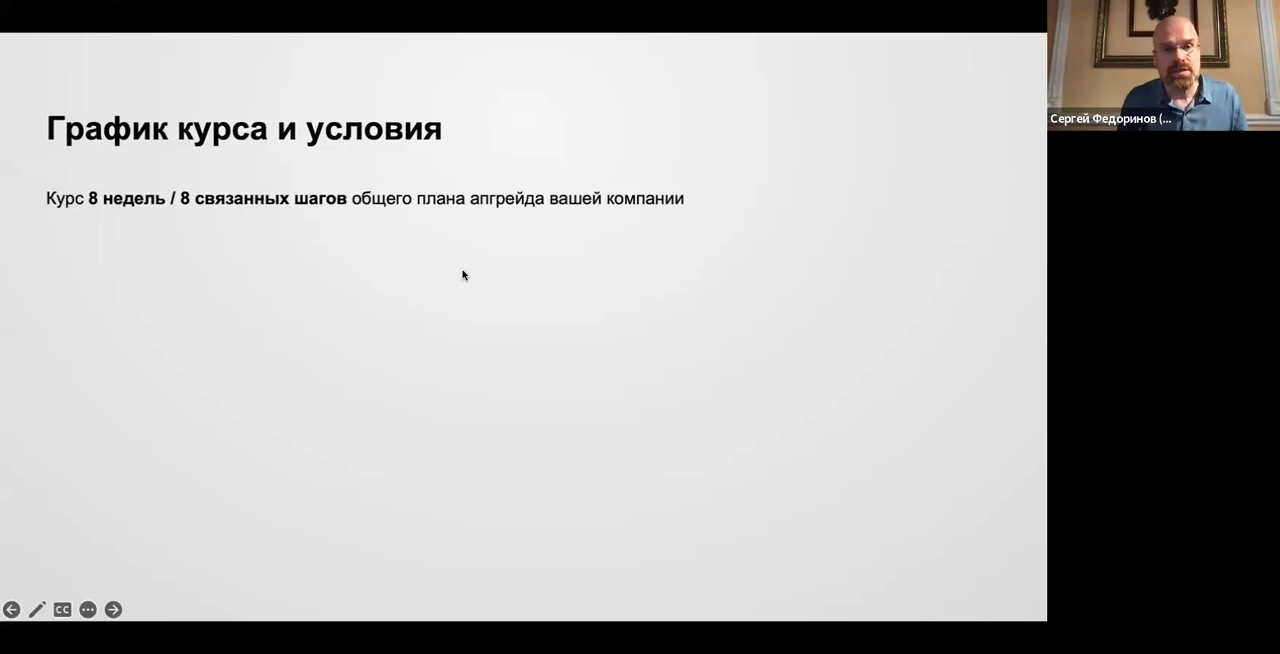 График курса и условия
Курс 8 недель / 8 связанных шагов общего плана апгрейда вашей компании
Сергей Федоринов (...
CC